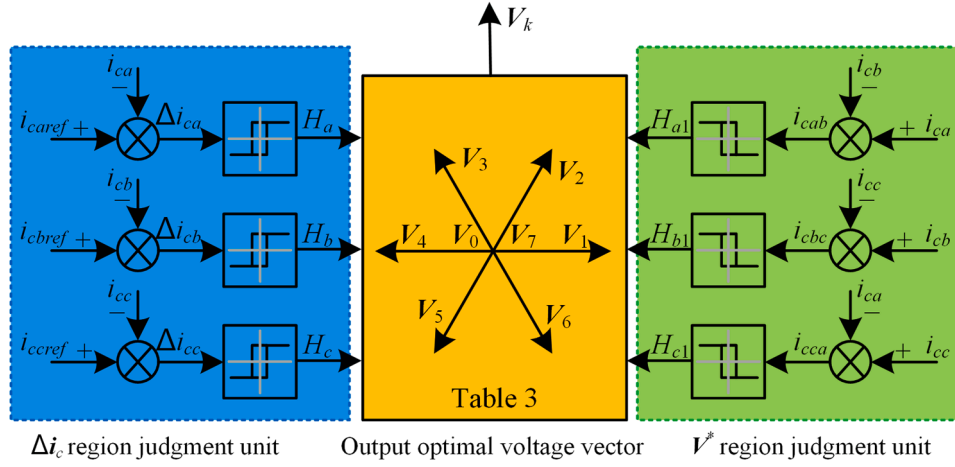 V_k
i_ca
−
i_caref +
Δi_ca
H_a
i_cb
−
i_cbref +
Δi_cb
H_b
i_cc
−
i_ccref +
Δi_cc
H_c
V_3
V_2
V_4
V_0
V_7
V_1
V_5
V_6
Table 3
i_cb
−
H_a1
i_cab
+ i_ca
i_cc
−
H_b1
i_cbc
+ i_cb
i_ca
−
H_c1
i_cca
+ i_cc
Δi_c region judgment unit
Output optimal voltage vector
V* region judgment unit